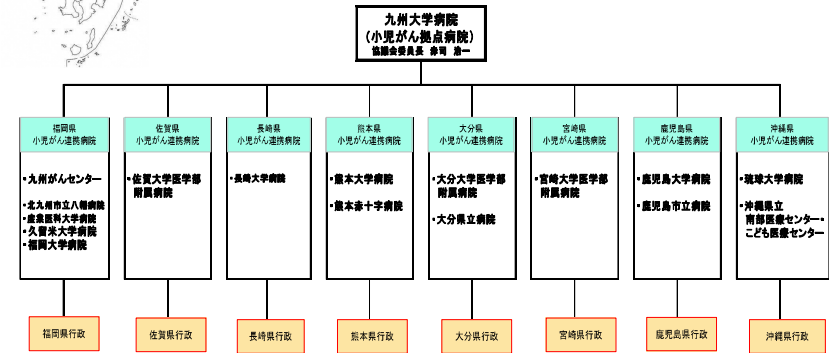 九州大学病院
(小児がん拠点病院)
協議会委員長 寿司 浩一
福岡県
小児がん連携病院
・九州がんセンター
・北九州市立八幡病院
・産業医科大学病院
・久留米大学病院
・福岡大学病院
福岡県行政
佐賀県
小児がん連携病院
・佐賀大学医学部
附属病院
佐賀県行政
長崎県
小児がん連携病院
・長崎大学病院
長崎県行政
熊本県
小児がん連携病院
・熊本大学病院
・熊本赤十字病院
熊本県行政
大分県
小児がん連携病院
・大分大学医学部
附属病院
・大分県立病院
大分県行政
宮崎県
小児がん連携病院
・宮崎大学医学部
附属病院
宮崎県行政
鹿児島県
小児がん連携病院
・鹿児島大学病院
・鹿児島市立病院
鹿児島県行政
沖縄県
小児がん連携病院
・琉球大学病院
・沖縄県立
南部医療センター・
こども医療センター
沖縄県行政